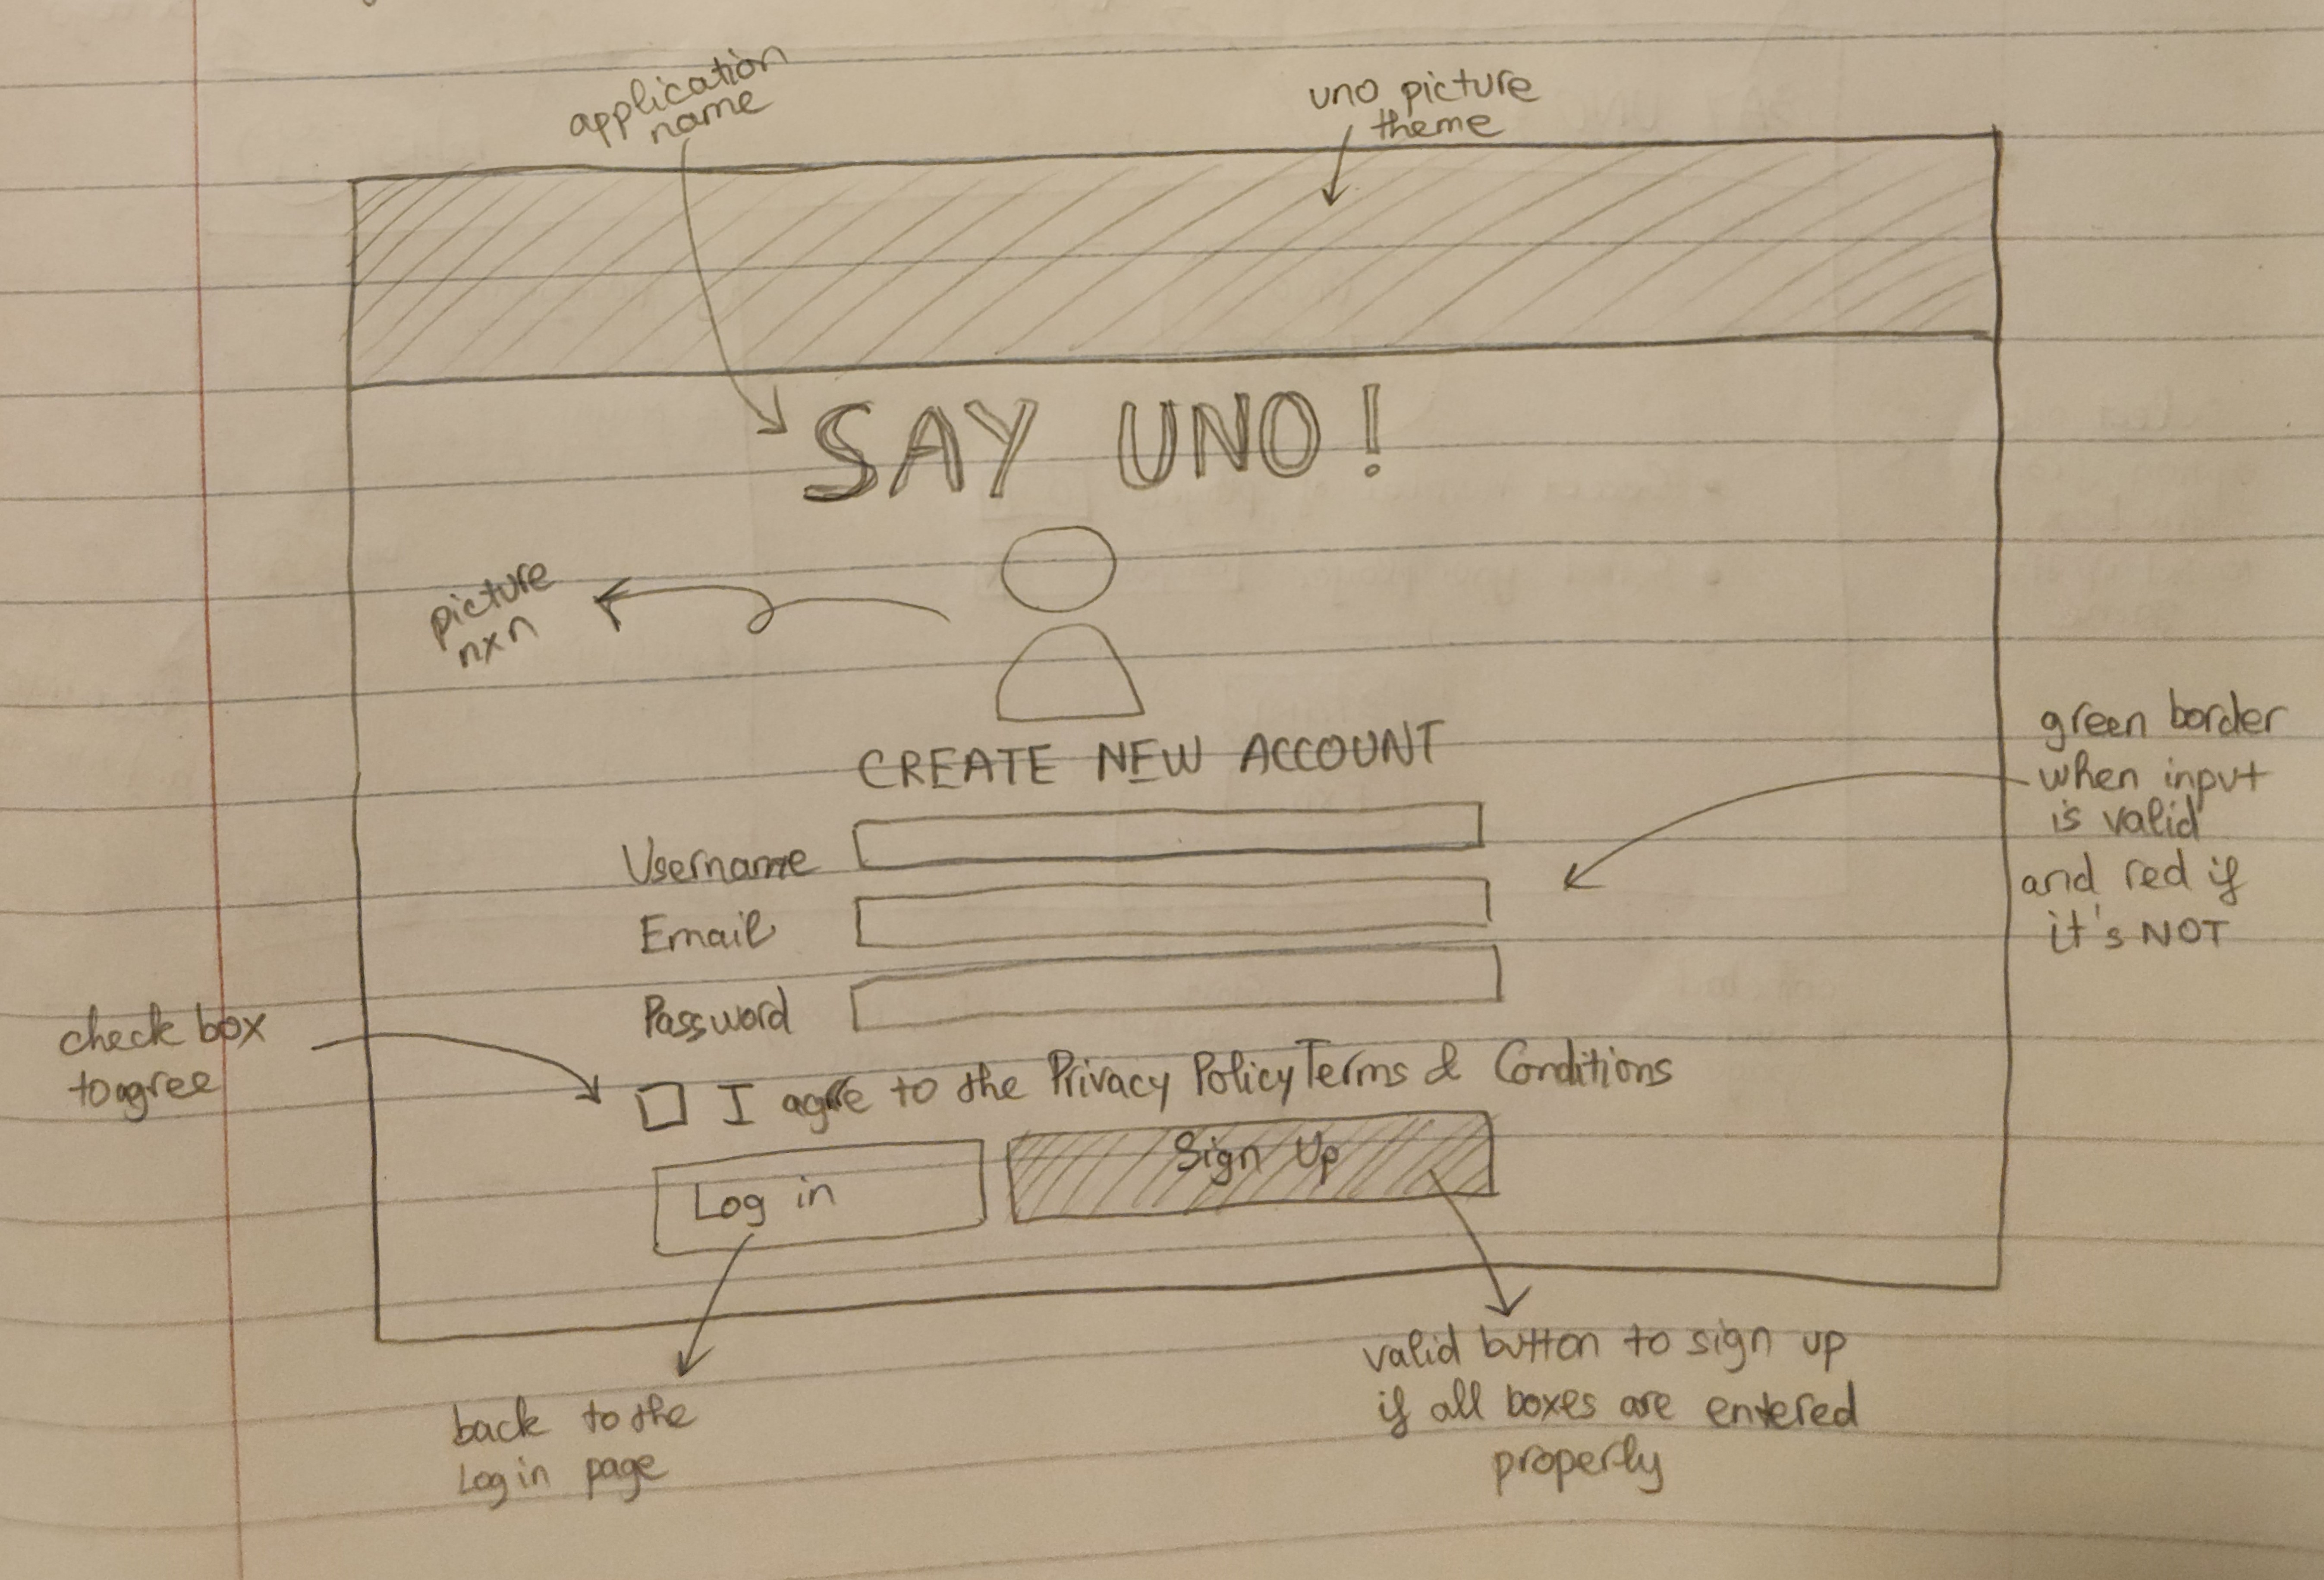 application
name
uno picture
theme
SAY UNO!
picture
nxn
CREATE NEW ACCOUNT
green border
when input
is valid
and red if
it's NOT
Username
Email
Password
check box
to agree
I agree to the Privacy Policy Terms & Conditions
Log in
Sign Up
back to the
Log in page
valid button to sign up
if all boxes are entered
properly